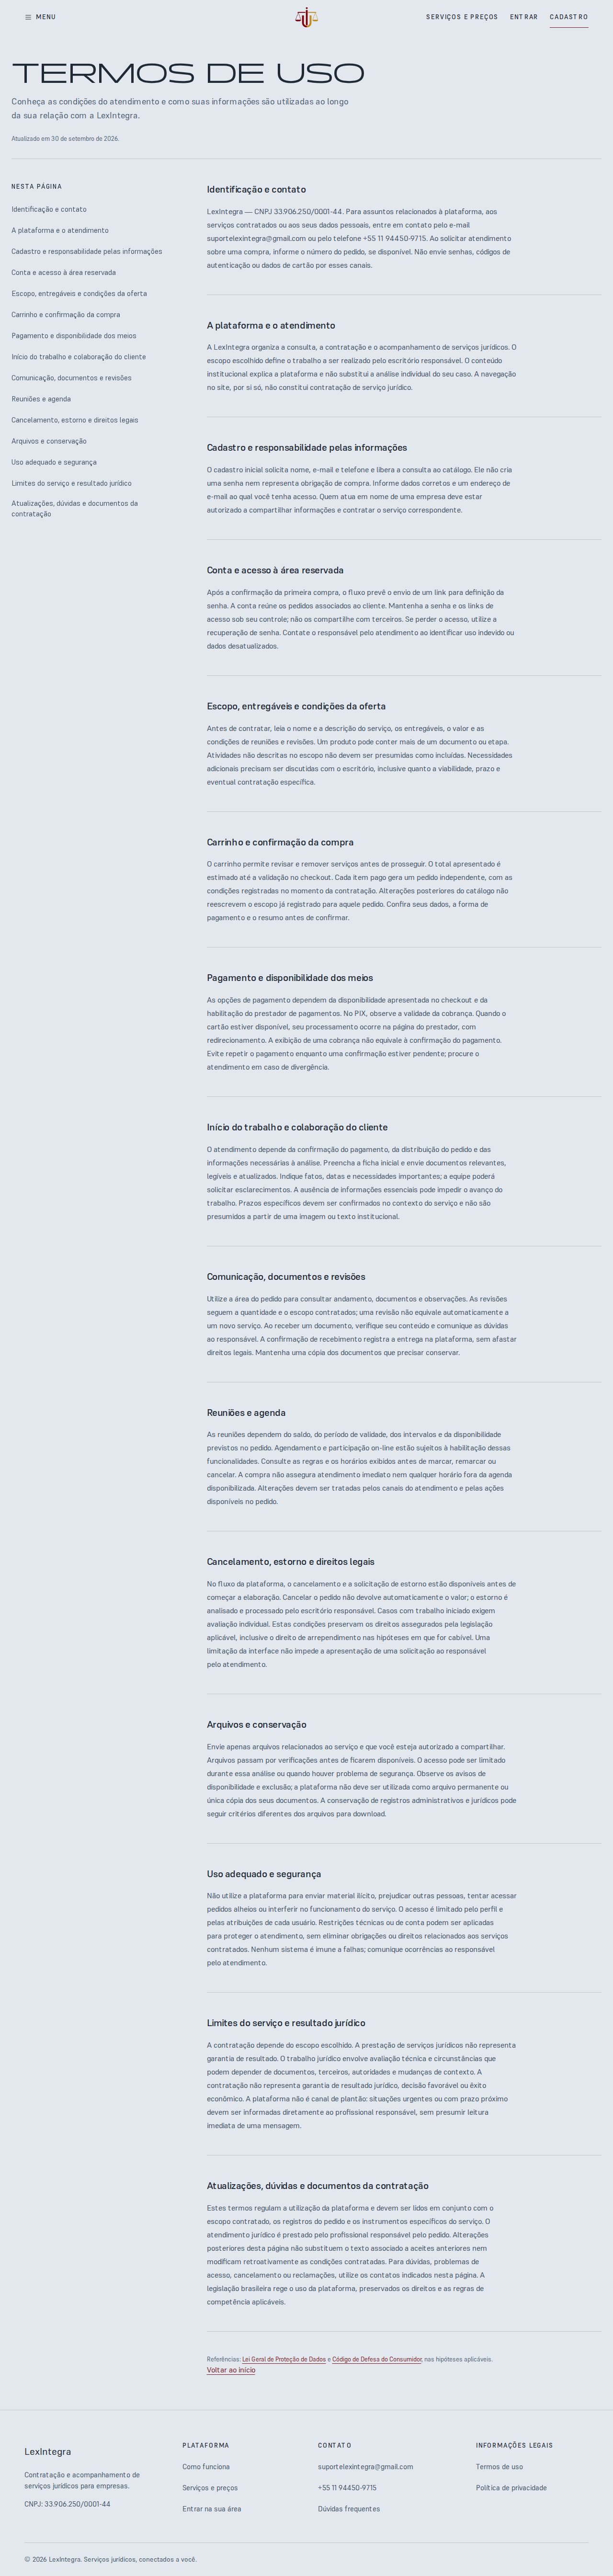 MENU
SERVIÇOS E PREÇOS
ENTRAR
CADASTRO
TERMOS DE USO
Conheça as condições do atendimento e como suas informações são utilizadas ao longo
da sua relação com a LexIntegra.
Atualizado em 30 de setembro de 2026.
NESTA PÁGINA
Identificação e contato
A plataforma e o atendimento
Cadastro e responsabilidade pelas informações
Conta e acesso à área reservada
Escopo, entregáveis e condições da oferta
Carrinho e confirmação da compra
Pagamento e disponibilidade dos meios
Início do trabalho e colaboração do cliente
Comunicação, documentos e revisões
Reuniões e agenda
Cancelamento, estorno e direitos legais
Arquivos e conservação
Uso adequado e segurança
Limites do serviço e resultado jurídico
Atualizações, dúvidas e documentos da
contratação
Identificação e contato
LexIntegra — CNPJ 33.906.250/0001-44. Para assuntos relacionados à plataforma, aos
serviços contratados ou aos seus dados pessoais, entre em contato pelo e-mail
suportelexintegra@gmail.com ou pelo telefone +55 11 94450-9715. Ao solicitar atendimento
sobre uma compra, informe o número do pedido, se disponível. Não envie senhas, códigos de
autenticação ou dados de cartão por esses canais.
A plataforma e o atendimento
A LexIntegra organiza a consulta, a contratação e o acompanhamento de serviços jurídicos. O
escopo escolhido define o trabalho a ser realizado pelo escritório responsável. O conteúdo
institucional explica a plataforma e não substitui a análise individual do seu caso. A navegação
no site, por si só, não constitui contratação de serviço jurídico.
Cadastro e responsabilidade pelas informações
O cadastro inicial solicita nome, e-mail e telefone e libera a consulta ao catálogo. Ele não cria
uma senha nem representa obrigação de compra. Informe dados corretos e um endereço de
e-mail ao qual você tenha acesso. Quem atua em nome de uma empresa deve estar
autorizado a compartilhar informações e contratar o serviço correspondente.
Conta e acesso à área reservada
Após a confirmação da primeira compra, o fluxo prevê o envio de um link para definição da
senha. A conta reúne os pedidos associados ao cliente. Mantenha a senha e os links de
acesso sob seu controle; não os compartilhe com terceiros. Se perder o acesso, utilize a
recuperação de senha. Contate o responsável pelo atendimento ao identificar uso indevido ou
dados desatualizados.
Escopo, entregáveis e condições da oferta
Antes de contratar, leia o nome e a descrição do serviço, os entregáveis, o valor e as
condições de reuniões e revisões. Um produto pode conter mais de um documento ou etapa.
Atividades não descritas no escopo não devem ser presumidas como incluídas. Necessidades
adicionais precisam ser discutidas com o escritório, inclusive quanto a viabilidade, prazo e
eventual contratação específica.
Carrinho e confirmação da compra
O carrinho permite revisar e remover serviços antes de prosseguir. O total apresentado é
estimado até a validação no checkout. Cada item pago gera um pedido independente, com as
condições registradas no momento da contratação. Alterações posteriores do catálogo não
reescrevem o escopo já registrado para aquele pedido. Confira seus dados, a forma de
pagamento e o resumo antes de confirmar.
Pagamento e disponibilidade dos meios
As opções de pagamento dependem da disponibilidade apresentada no checkout e da
habilitação do prestador de pagamentos. No PIX, observe a validade da cobrança. Quando o
cartão estiver disponível, seu processamento ocorre na página do prestador, com
redirecionamento. A exibição de uma cobrança não equivale à confirmação do pagamento.
Evite repetir o pagamento enquanto uma confirmação estiver pendente; procure o
atendimento em caso de divergência.
Início do trabalho e colaboração do cliente
O atendimento depende da confirmação do pagamento, da distribuição do pedido e das
informações necessárias à análise. Preencha a ficha inicial e envie documentos relevantes,
legíveis e atualizados. Indique fatos, datas e necessidades importantes; a equipe poderá
solicitar esclarecimentos. A ausência de informações essenciais pode impedir o avanço do
trabalho. Prazos específicos devem ser confirmados no contexto do serviço e não são
presumidos a partir de uma imagem ou texto institucional.
Comunicação, documentos e revisões
Utilize a área do pedido para consultar andamento, documentos e observações. As revisões
seguem a quantidade e o escopo contratados; uma revisão não equivale automaticamente a
um novo serviço. Ao receber um documento, verifique seu conteúdo e comunique as dúvidas
ao responsável. A confirmação de recebimento registra a entrega na plataforma, sem afastar
direitos legais. Mantenha uma cópia dos documentos que precisar conservar.
Reuniões e agenda
As reuniões dependem do saldo, do período de validade, dos intervalos e da disponibilidade
previstos no pedido. Agendamento e participação on-line estão sujeitos à habilitação dessas
funcionalidades. Consulte as regras e os horários exibidos antes de marcar, remarcar ou
cancelar. A compra não assegura atendimento imediato nem qualquer horário fora da agenda
disponibilizada. Alterações devem ser tratadas pelos canais do atendimento e pelas ações
disponíveis no pedido.
Cancelamento, estorno e direitos legais
No fluxo da plataforma, o cancelamento e a solicitação de estorno estão disponíveis antes de
começar a elaboração. Cancelar o pedido não devolve automaticamente o valor; o estorno é
analisado e processado pelo escritório responsável. Casos com trabalho iniciado exigem
avaliação individual. Estas condições preservam os direitos assegurados pela legislação
aplicável, inclusive o direito de arrependimento nas hipóteses em que for cabível. Uma
limitação da interface não impede a apresentação de uma solicitação ao responsável
pelo atendimento.
Arquivos e conservação
Envie apenas arquivos relacionados ao serviço e que você esteja autorizado a compartilhar.
Arquivos passam por verificações antes de ficarem disponíveis. O acesso pode ser limitado
durante essa análise ou quando houver problema de segurança. Observe os avisos de
disponibilidade e exclusão; a plataforma não deve ser utilizada como arquivo permanente ou
única cópia dos seus documentos. A conservação de registros administrativos e jurídicos pode
seguir critérios diferentes dos arquivos para download.
Uso adequado e segurança
Não utilize a plataforma para enviar material ilícito, prejudicar outras pessoas, tentar acessar
pedidos alheios ou interferir no funcionamento do serviço. O acesso é limitado pelo perfil e
pelas atribuições de cada usuário. Restrições técnicas ou de conta podem ser aplicadas
para proteger o atendimento, sem eliminar obrigações ou direitos relacionados aos serviços
contratados. Nenhum sistema é imune a falhas; comunique ocorrências ao responsável
pelo atendimento.
Limites do serviço e resultado jurídico
A contratação depende do escopo escolhido. A prestação de serviços jurídicos não representa
garantia de resultado. O trabalho jurídico envolve avaliação técnica e circunstâncias que
podem depender de documentos, terceiros, autoridades e mudanças de contexto. A
contratação não representa garantia de resultado jurídico, decisão favorável ou êxito
econômico. A plataforma não é canal de plantão: situações urgentes ou com prazo próximo
devem ser informadas diretamente ao profissional responsável, sem presumir leitura
imediata de uma mensagem.
Atualizações, dúvidas e documentos da contratação
Estes termos regulam a utilização da plataforma e devem ser lidos em conjunto com o
escopo contratado, os registros do pedido e os instrumentos específicos do serviço. O
atendimento jurídico é prestado pelo profissional responsável pelo pedido. Alterações
posteriores desta página não substituem o texto associado a aceites anteriores nem
modificam retroativamente as condições contratadas. Para dúvidas, problemas de
acesso, cancelamento ou reclamações, utilize os contatos indicados nesta página. A
legislação brasileira rege o uso da plataforma, preservados os direitos e as regras de
competência aplicáveis.
Referências: Lei Geral de Proteção de Dados e Código de Defesa do Consumidor, nas hipóteses aplicáveis.
Voltar ao início
LexIntegra
Contratação e acompanhamento de
serviços jurídicos para empresas.
CNPJ: 33.906.250/0001-44
PLATAFORMA
Como funciona
Serviços e preços
Entrar na sua área
CONTATO
suportelexintegra@gmail.com
+55 11 94450-9715
Dúvidas frequentes
INFORMAÇÕES LEGAIS
Termos de uso
Política de privacidade
© 2026 LexIntegra. Serviços jurídicos, conectados a você.